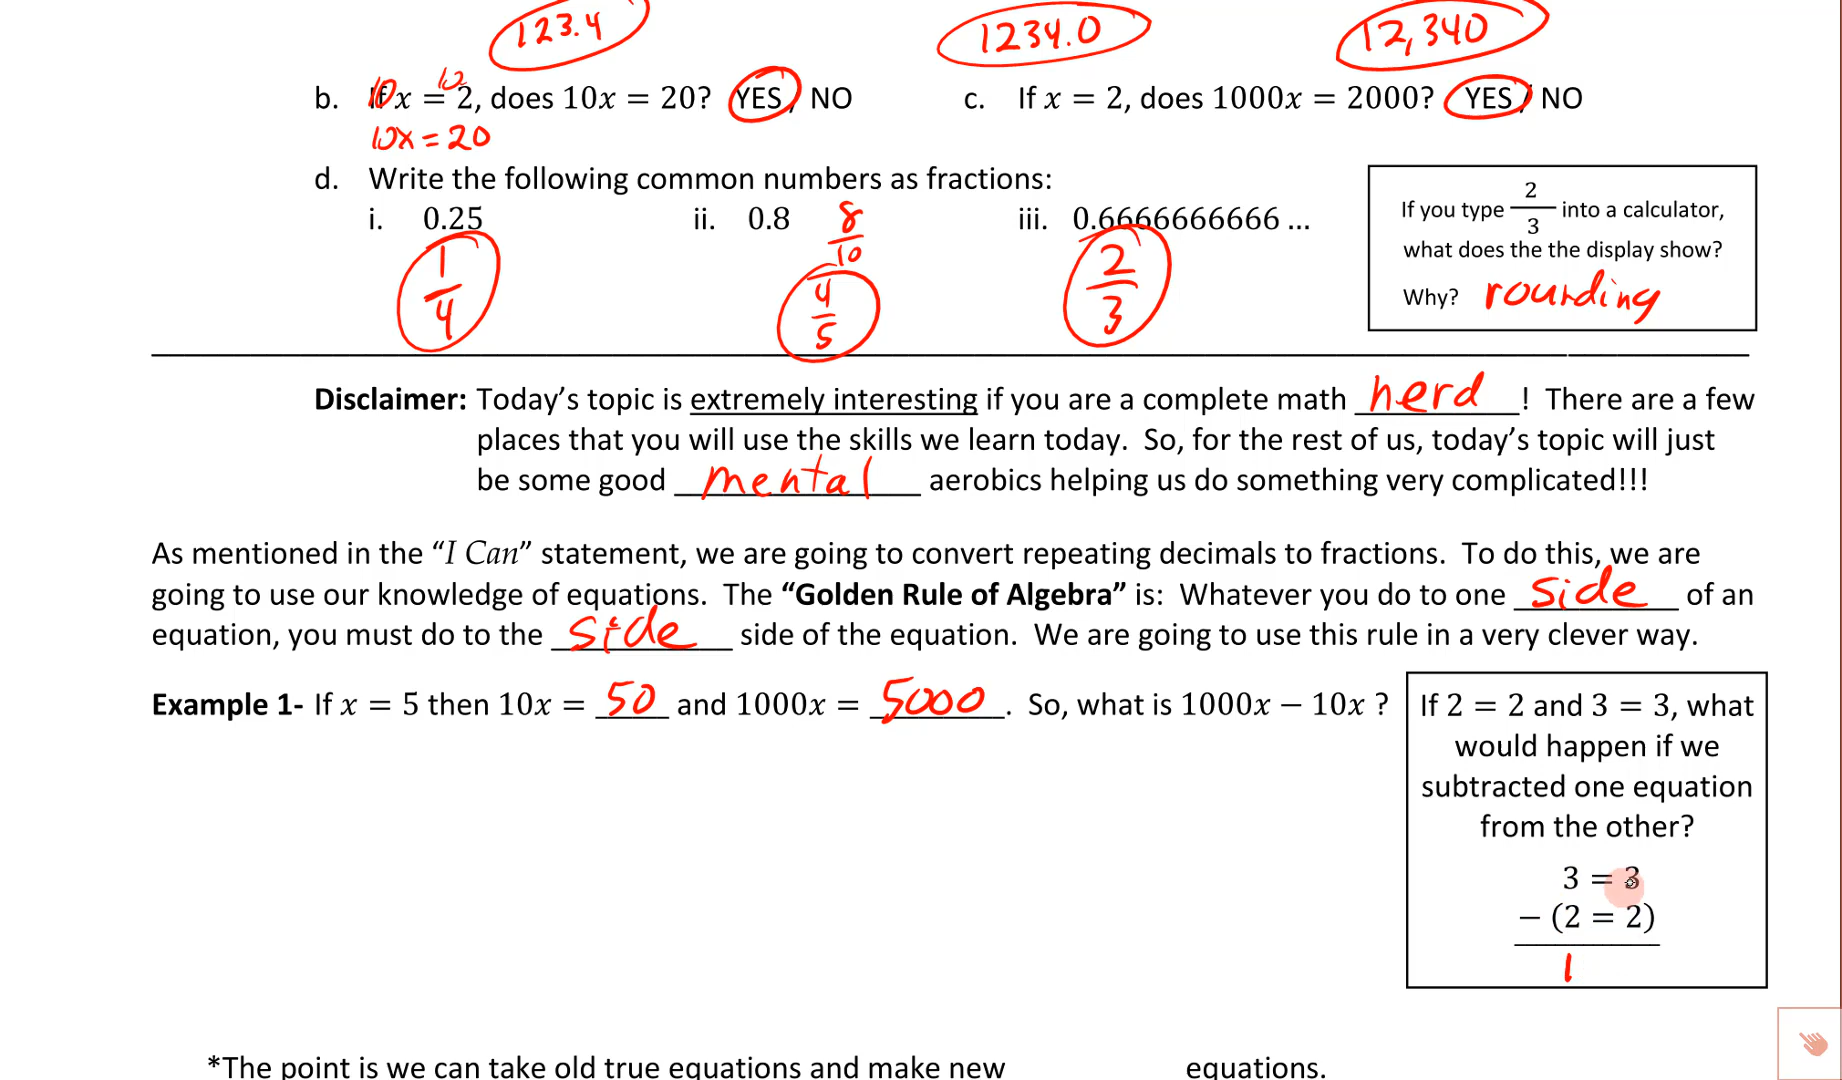 123.4 1234.0 12,340
b. If x = 2, does 10x = 20? YES / NO c. If x = 2, does 1000x = 2000? YES / NO
10 10
10x = 20
d. Write the following common numbers as fractions:
i. 0.25 ii. 0.8 8/10 iii. 0.6666666666 ...
1/4 4/5 2/3
If you type 2/3 into a calculator,
what does the the display show?
Why? rounding
Disclaimer: Today's topic is extremely interesting if you are a complete math nerd! There are a few
places that you will use the skills we learn today. So, for the rest of us, today's topic will just
be some good mental aerobics helping us do something very complicated!!!
As mentioned in the “I Can” statement, we are going to convert repeating decimals to fractions. To do this, we are
going to use our knowledge of equations. The “Golden Rule of Algebra” is: Whatever you do to one side of an
equation, you must do to the side side of the equation. We are going to use this rule in a very clever way.
Example 1- If x = 5 then 10x = 50 and 1000x = 5000. So, what is 1000x − 10x ?
If 2 = 2 and 3 = 3, what
would happen if we
subtracted one equation
from the other?
3 = 3
− (2 = 2)
1
*The point is we can take old true equations and make new ________ equations.